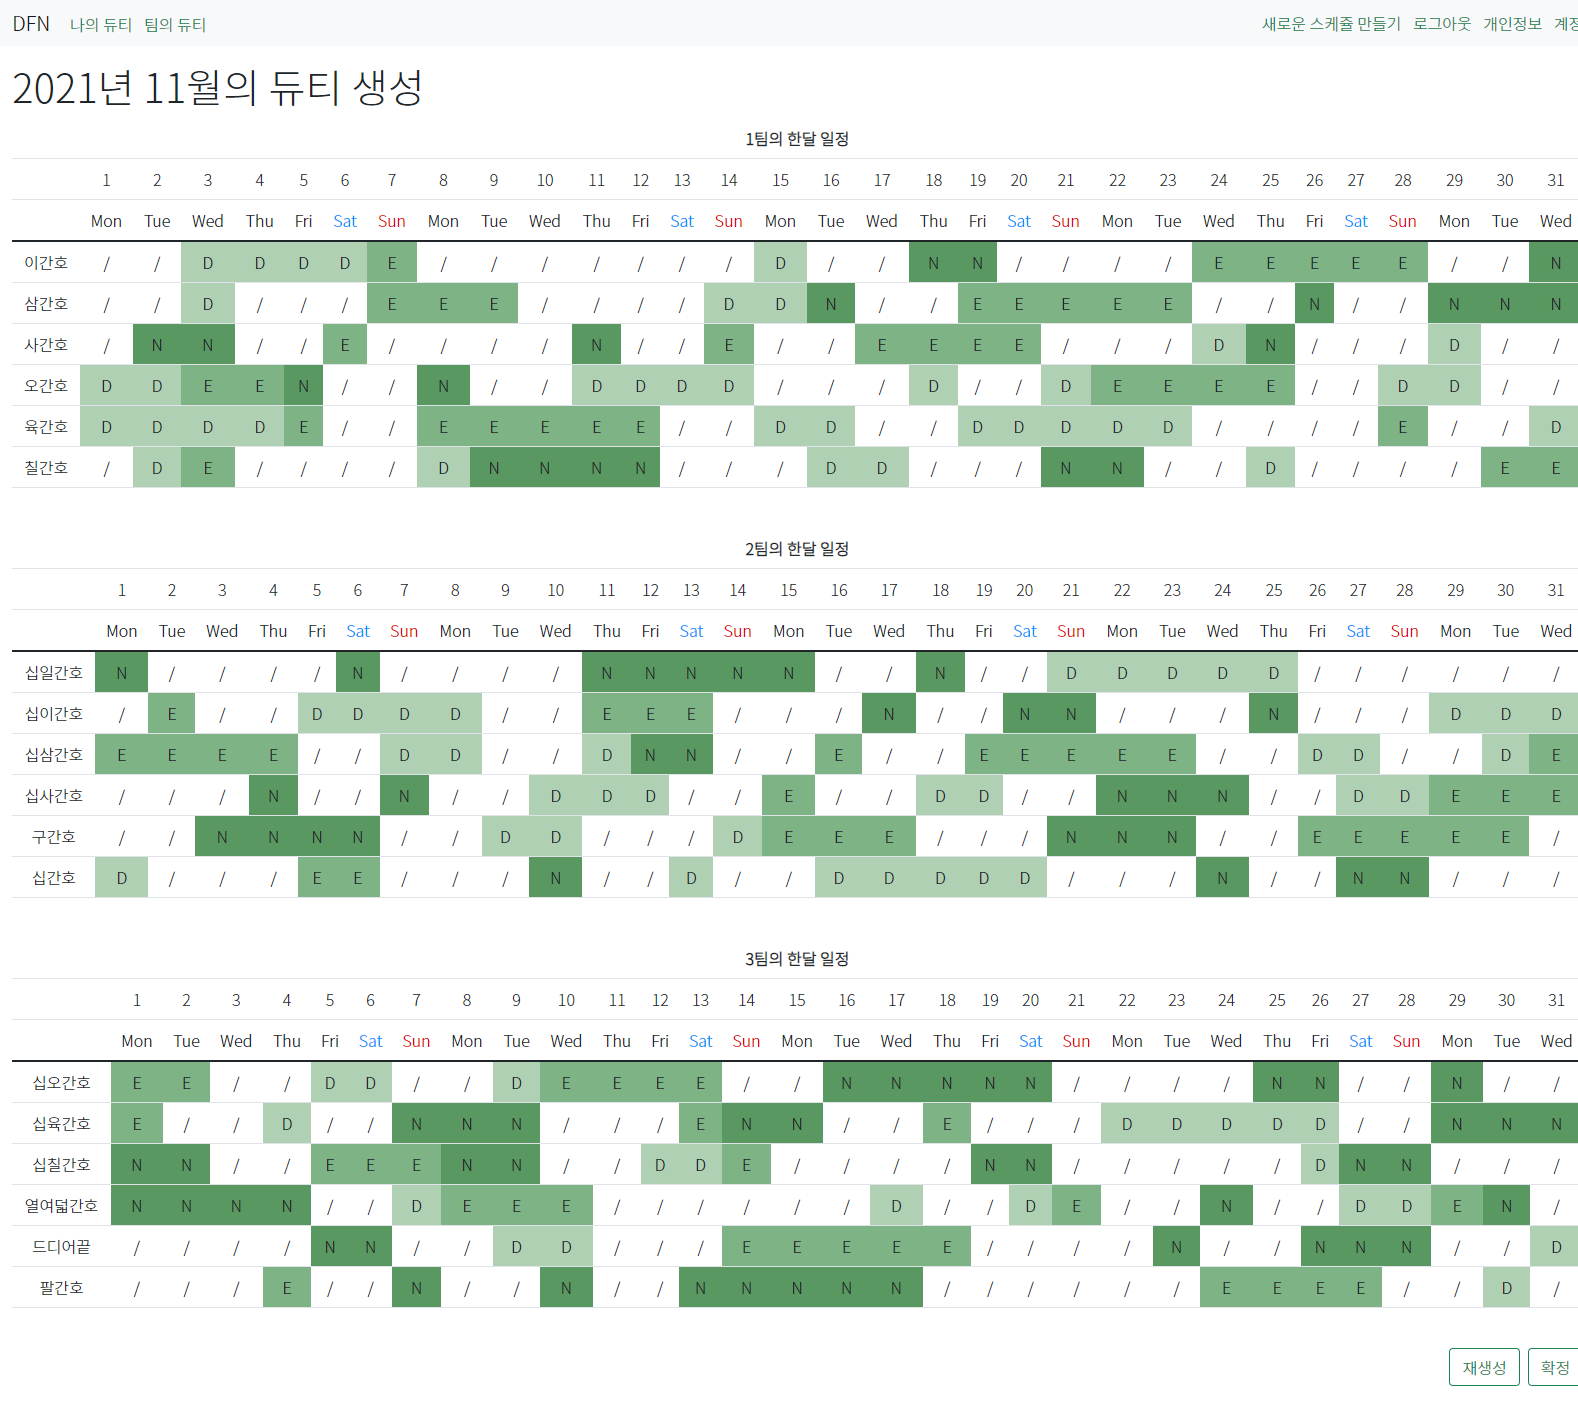 DFN 나의 듀티 팀의 듀티 새로운 스케쥴 만들기 로그아웃 개인정보 계정
2021년 11월의 듀티 생성
1팀의 한달 일정
1 2 3 4 5 6 7 8 9 10 11 12 13 14 15 16 17 18 19 20 21 22 23 24 25 26 27 28 29 30 31
Mon Tue Wed Thu Fri Sat Sun Mon Tue Wed Thu Fri Sat Sun Mon Tue Wed Thu Fri Sat Sun Mon Tue Wed Thu Fri Sat Sun Mon Tue Wed
이간호 / / D D D D E / / / / / / / D / / N N / / / / E E E E E / / N
삼간호 / / D / / / E E E / / / / D D N / / E E E E E / / N / / N N N
사간호 / N N / / E / / / / N / / E / / E E E E / / / D N / / / D / /
오간호 D D E E N / / N / / D D D D / / / D / / D E E E E / / D D / /
육간호 D D D D E / / E E E E E / / D D / / D D D D D / / / / E / / D
칠간호 / D E / / / / D N N N N / / / D D / / / N N / / D / / / / E E
2팀의 한달 일정
1 2 3 4 5 6 7 8 9 10 11 12 13 14 15 16 17 18 19 20 21 22 23 24 25 26 27 28 29 30 31
Mon Tue Wed Thu Fri Sat Sun Mon Tue Wed Thu Fri Sat Sun Mon Tue Wed Thu Fri Sat Sun Mon Tue Wed Thu Fri Sat Sun Mon Tue Wed
십일간호 N / / / / N / / / / N N N N N / / N / / D D D D D / / / / / /
십이간호 / E / / D D D D / / E E E / / / N / / N N / / / N / / / D D D
십삼간호 E E E E / / D D / / D N N / / E / / E E E E E / / D D / / D E
십사간호 / / / N / / N / / D D D / / E / / D D / / N N N / / D D E E E
구간호 / / N N N N / / D D / / / D E E E / / / N N N / / E E E E E /
십간호 D / / / E E / / / N / / D / / D D D D D / / / N / / N N / / /
3팀의 한달 일정
1 2 3 4 5 6 7 8 9 10 11 12 13 14 15 16 17 18 19 20 21 22 23 24 25 26 27 28 29 30 31
Mon Tue Wed Thu Fri Sat Sun Mon Tue Wed Thu Fri Sat Sun Mon Tue Wed Thu Fri Sat Sun Mon Tue Wed Thu Fri Sat Sun Mon Tue Wed
십오간호 E E / / D D / / D E E E E / / N N N N N / / / / N N / / N / /
십육간호 E / / D / / N N N / / / E N N / / E / / / D D D D D / / N N N
십칠간호 N N / / E E E N N / / D D E / / / / N N / / / / / D N N / / /
열여덟간호 N N N N / / D E E E / / / / / / D / / D E / / N / / D D E N /
드디어끝 / / / / N N / / D D / / / E E E E E / / / / N / / N N N / / D
팔간호 / / / E / / N / / N / / N N N N N / / / / / / E E E E / / D /
재생성 확정